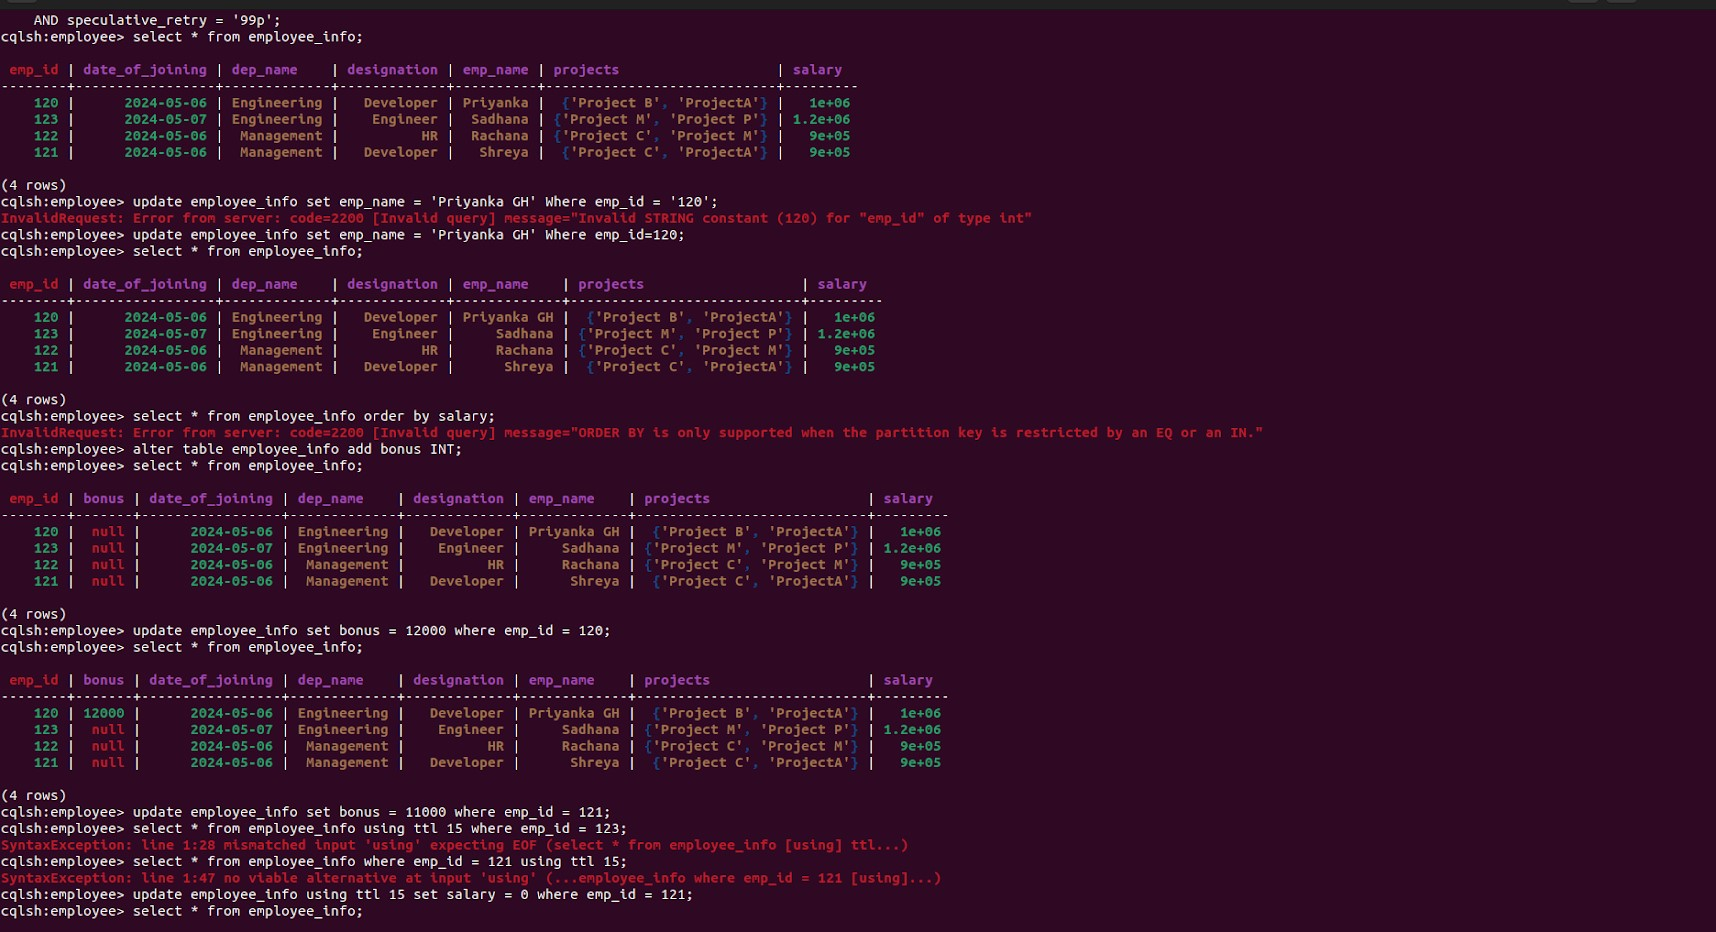 AND speculative_retry = '99p';
cqlsh:employee> select * from employee_info;
 emp_id | date_of_joining | dep_name    | designation | emp_name | projects                   | salary
--------+-----------------+-------------+-------------+----------+----------------------------+---------
    120 |      2024-05-06 | Engineering |   Developer | Priyanka |  {'Project B', 'ProjectA'} |   1e+06
    123 |      2024-05-07 | Engineering |    Engineer |  Sadhana | {'Project M', 'Project P'} | 1.2e+06
    122 |      2024-05-06 |  Management |          HR |  Rachana | {'Project C', 'Project M'} |   9e+05
    121 |      2024-05-06 |  Management |   Developer |   Shreya |  {'Project C', 'ProjectA'} |   9e+05
(4 rows)
cqlsh:employee> update employee_info set emp_name = 'Priyanka GH' Where emp_id = '120';
InvalidRequest: Error from server: code=2200 [Invalid query] message="Invalid STRING constant (120) for "emp_id" of type int"
cqlsh:employee> update employee_info set emp_name = 'Priyanka GH' Where emp_id=120;
cqlsh:employee> select * from employee_info;
 emp_id | date_of_joining | dep_name    | designation | emp_name    | projects                   | salary
--------+-----------------+-------------+-------------+-------------+----------------------------+---------
    120 |      2024-05-06 | Engineering |   Developer | Priyanka GH |  {'Project B', 'ProjectA'} |   1e+06
    123 |      2024-05-07 | Engineering |    Engineer |     Sadhana | {'Project M', 'Project P'} | 1.2e+06
    122 |      2024-05-06 |  Management |          HR |     Rachana | {'Project C', 'Project M'} |   9e+05
    121 |      2024-05-06 |  Management |   Developer |      Shreya |  {'Project C', 'ProjectA'} |   9e+05
(4 rows)
cqlsh:employee> select * from employee_info order by salary;
InvalidRequest: Error from server: code=2200 [Invalid query] message="ORDER BY is only supported when the partition key is restricted by an EQ or an IN."
cqlsh:employee> alter table employee_info add bonus INT;
cqlsh:employee> select * from employee_info;
 emp_id | bonus | date_of_joining | dep_name    | designation | emp_name    | projects                   | salary
--------+-------+-----------------+-------------+-------------+-------------+----------------------------+---------
    120 |  null |      2024-05-06 | Engineering |   Developer | Priyanka GH |  {'Project B', 'ProjectA'} |   1e+06
    123 |  null |      2024-05-07 | Engineering |    Engineer |     Sadhana | {'Project M', 'Project P'} | 1.2e+06
    122 |  null |      2024-05-06 |  Management |          HR |     Rachana | {'Project C', 'Project M'} |   9e+05
    121 |  null |      2024-05-06 |  Management |   Developer |      Shreya |  {'Project C', 'ProjectA'} |   9e+05
(4 rows)
cqlsh:employee> update employee_info set bonus = 12000 where emp_id = 120;
cqlsh:employee> select * from employee_info;
 emp_id | bonus | date_of_joining | dep_name    | designation | emp_name    | projects                   | salary
--------+-------+-----------------+-------------+-------------+-------------+----------------------------+---------
    120 | 12000 |      2024-05-06 | Engineering |   Developer | Priyanka GH |  {'Project B', 'ProjectA'} |   1e+06
    123 |  null |      2024-05-07 | Engineering |    Engineer |     Sadhana | {'Project M', 'Project P'} | 1.2e+06
    122 |  null |      2024-05-06 |  Management |          HR |     Rachana | {'Project C', 'Project M'} |   9e+05
    121 |  null |      2024-05-06 |  Management |   Developer |      Shreya |  {'Project C', 'ProjectA'} |   9e+05
(4 rows)
cqlsh:employee> update employee_info set bonus = 11000 where emp_id = 121;
cqlsh:employee> select * from employee_info using ttl 15 where emp_id = 123;
SyntaxException: line 1:28 mismatched input 'using' expecting EOF (select * from employee_info [using] ttl...)
cqlsh:employee> select * from employee_info where emp_id = 121 using ttl 15;
SyntaxException: line 1:47 no viable alternative at input 'using' (...employee_info where emp_id = 121 [using]...)
cqlsh:employee> update employee_info using ttl 15 set salary = 0 where emp_id = 121;
cqlsh:employee> select * from employee_info;